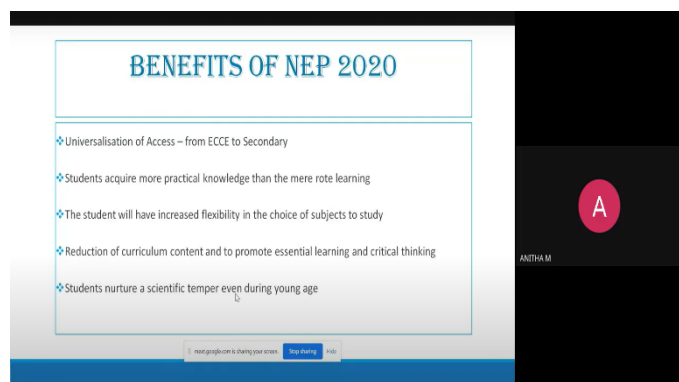 BENEFITS OF NEP 2020
Universalisation of Access – from ECCE to Secondary
Students acquire more practical knowledge than the mere rote learning
The student will have increased flexibility in the choice of subjects to study
Reduction of curriculum content and to promote essential learning and critical thinking
Students nurture a scientific temper even during young age
meet.google.com is sharing your screen.
Stop sharing
Hide
A
ANITHA M